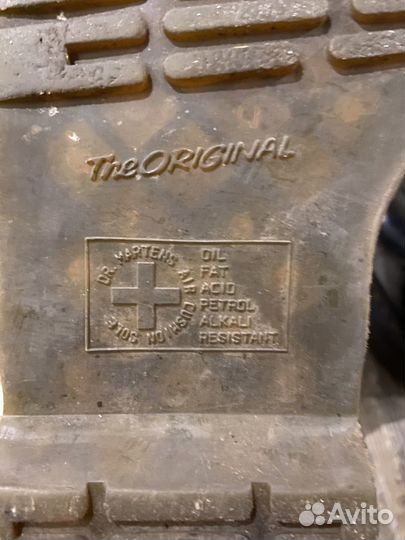 The ORIGINAL
DR. MARTENS AIR CUSHION SOLE
OIL
FAT
ACID
PETROL
ALKALI
RESISTANT
Avito